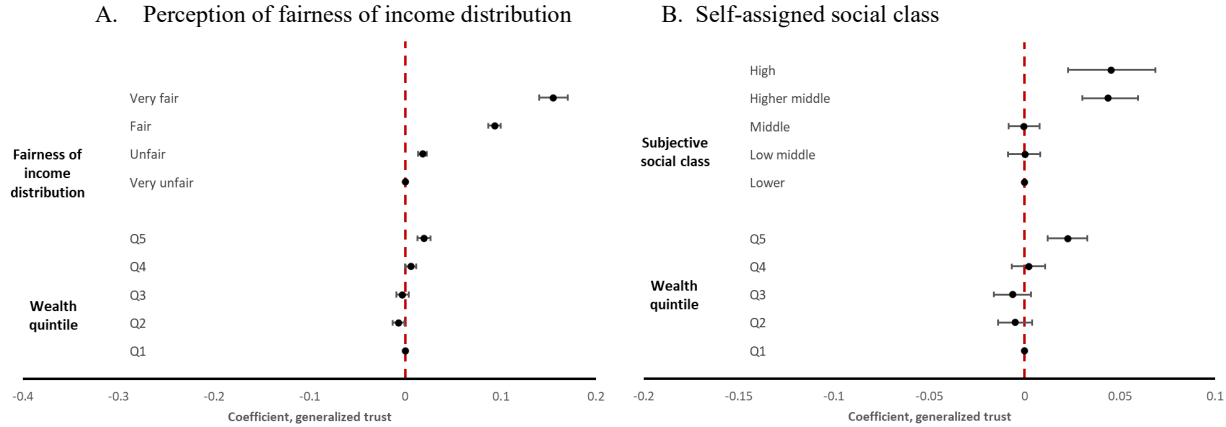 A. Perception of fairness of income distribution
Very fair
Fair
Unfair
Very unfair
Fairness of
income
distribution
Q5
Q4
Q3
Q2
Q1
Wealth
quintile
-0.4 -0.3 -0.2 -0.1 0 0.1 0.2
Coefficient, generalized trust
B. Self-assigned social class
High
Higher middle
Middle
Low middle
Lower
Subjective
social class
Q5
Q4
Q3
Q2
Q1
Wealth
quintile
-0.2 -0.15 -0.1 -0.05 0 0.05 0.1
Coefficient, generalized trust